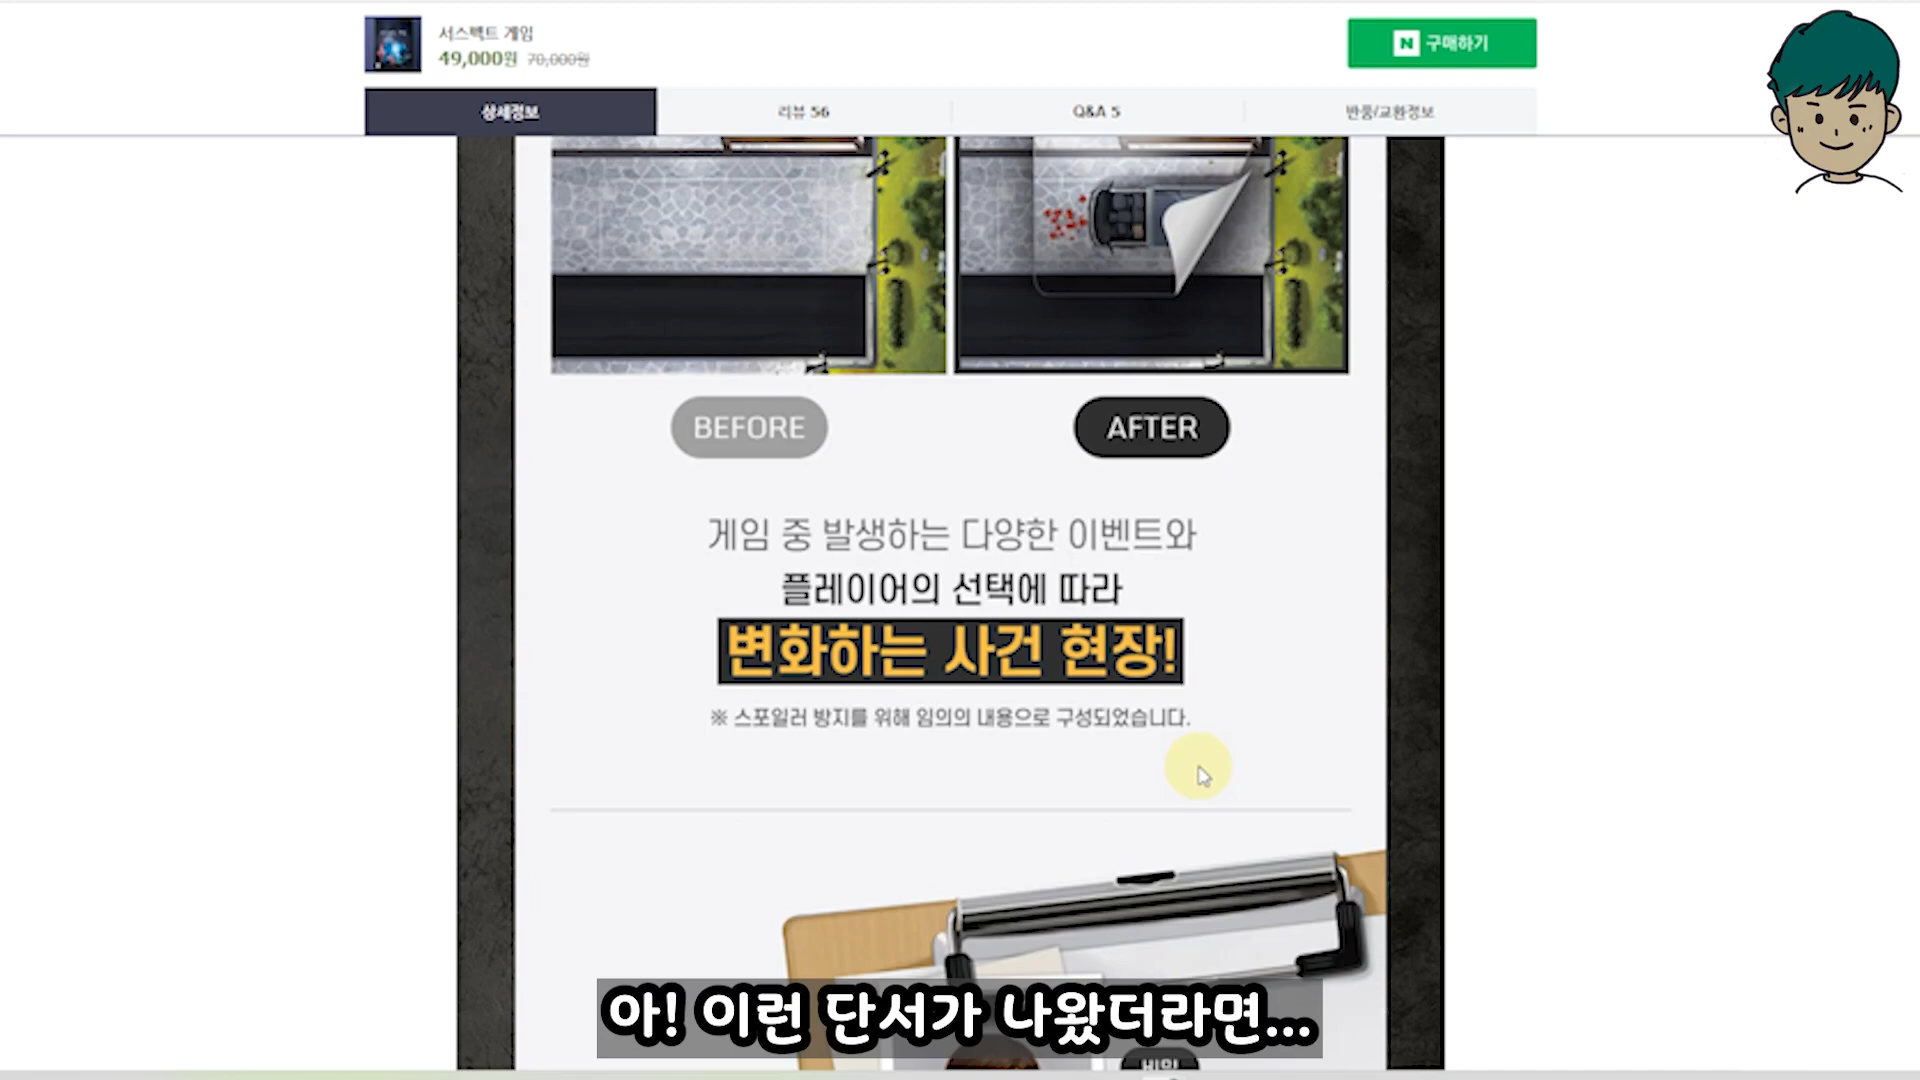 서스펙트 게임
49,000원 70,000원
N 구매하기
상세정보
리뷰 56
Q&A 5
반품/교환정보
BEFORE
AFTER
게임 중 발생하는 다양한 이벤트와
플레이어의 선택에 따라
변화하는 사건 현장!
※ 스포일러 방지를 위해 임의의 내용으로 구성되었습니다.
아! 이런 단서가 나왔더라면...